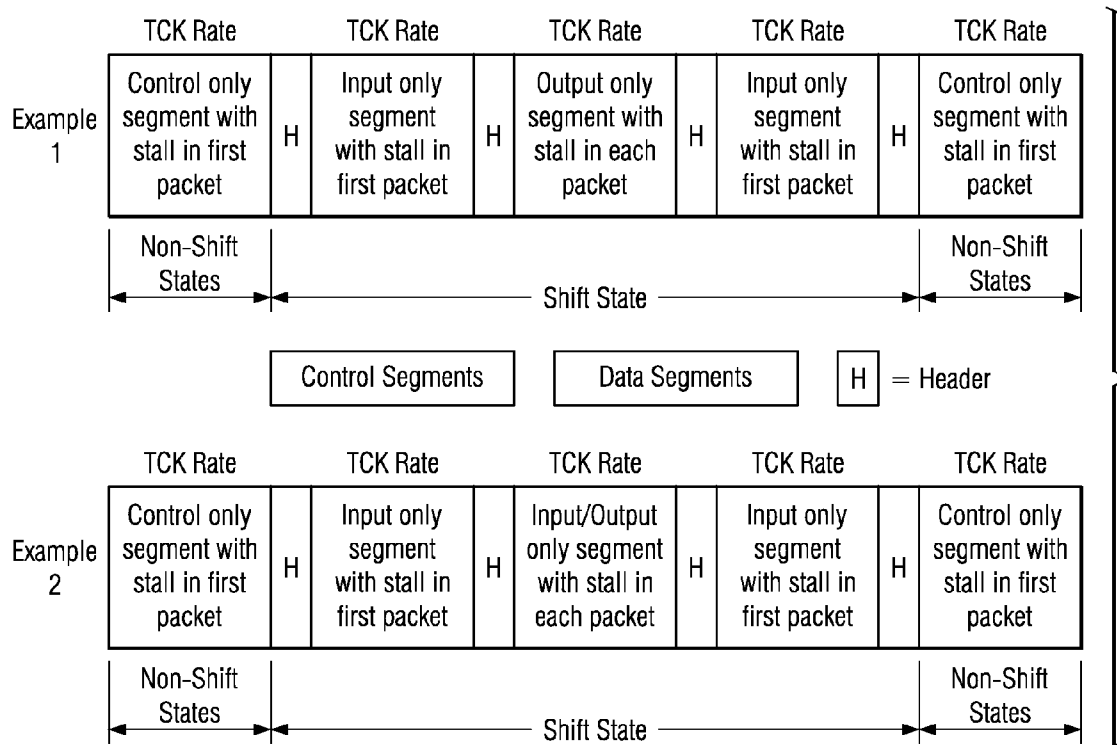 TCK Rate TCK Rate TCK Rate TCK Rate TCK Rate
Example
1
Control only
segment with
stall in first
packet
H
Input only
segment
with stall in
first packet
H
Output only
segment with
stall in each
packet
H
Input only
segment
with stall in
first packet
H
Control only
segment with
stall in first
packet
Non-Shift
States
Shift State
Non-Shift
States
Control Segments
Data Segments
H = Header
TCK Rate TCK Rate TCK Rate TCK Rate TCK Rate
Example
2
Control only
segment with
stall in first
packet
H
Input only
segment
with stall in
first packet
H
Input/Output
only segment
with stall in
each packet
H
Input only
segment
with stall in
first packet
H
Control only
segment with
stall in first
packet
Non-Shift
States
Shift State
Non-Shift
States